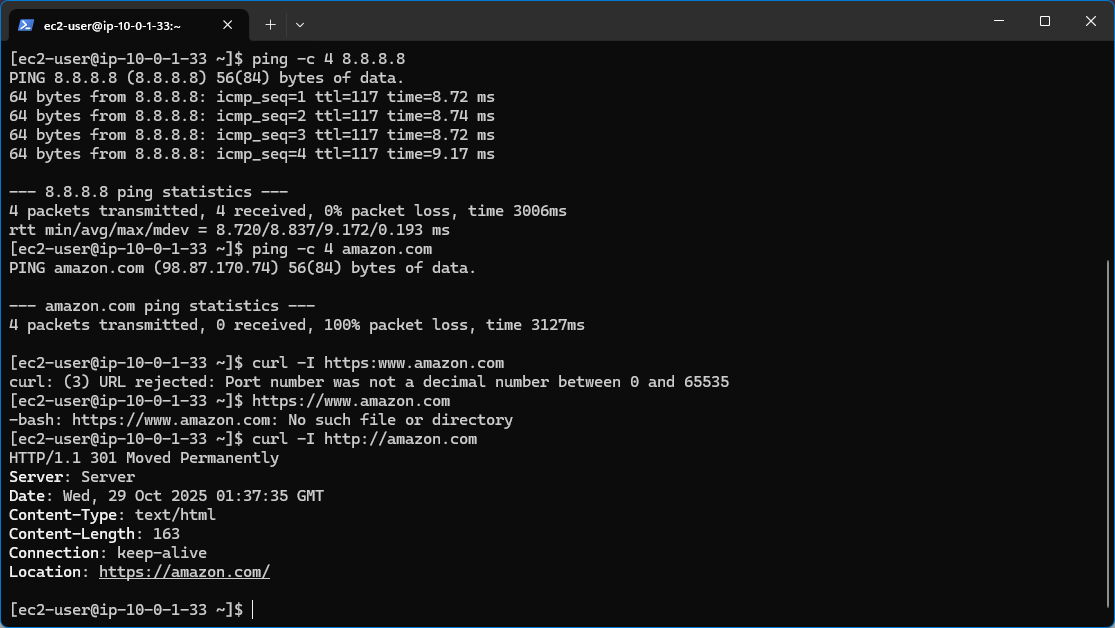 ec2-user@ip-10-0-1-33:~
[ec2-user@ip-10-0-1-33 ~]$ ping -c 4 8.8.8.8
PING 8.8.8.8 (8.8.8.8) 56(84) bytes of data.
64 bytes from 8.8.8.8: icmp_seq=1 ttl=117 time=8.72 ms
64 bytes from 8.8.8.8: icmp_seq=2 ttl=117 time=8.74 ms
64 bytes from 8.8.8.8: icmp_seq=3 ttl=117 time=8.72 ms
64 bytes from 8.8.8.8: icmp_seq=4 ttl=117 time=9.17 ms
--- 8.8.8.8 ping statistics ---
4 packets transmitted, 4 received, 0% packet loss, time 3006ms
rtt min/avg/max/mdev = 8.720/8.837/9.172/0.193 ms
[ec2-user@ip-10-0-1-33 ~]$ ping -c 4 amazon.com
PING amazon.com (98.87.170.74) 56(84) bytes of data.
--- amazon.com ping statistics ---
4 packets transmitted, 0 received, 100% packet loss, time 3127ms
[ec2-user@ip-10-0-1-33 ~]$ curl -I https:www.amazon.com
curl: (3) URL rejected: Port number was not a decimal number between 0 and 65535
[ec2-user@ip-10-0-1-33 ~]$ https://www.amazon.com
-bash: https://www.amazon.com: No such file or directory
[ec2-user@ip-10-0-1-33 ~]$ curl -I http://amazon.com
HTTP/1.1 301 Moved Permanently
Server: Server
Date: Wed, 29 Oct 2025 01:37:35 GMT
Content-Type: text/html
Content-Length: 163
Connection: keep-alive
Location: https://amazon.com/
[ec2-user@ip-10-0-1-33 ~]$